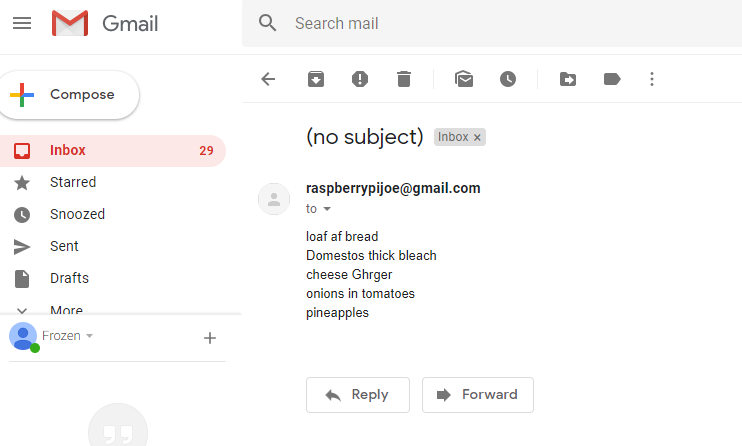 Gmail
Search mail
Compose
(no subject)
Inbox x
Inbox 29
Starred
Snoozed
Sent
Drafts
More
raspberrypijoe@gmail.com
to
loaf af bread
Domestos thick bleach
cheese Ghrger
onions in tomatoes
pineapples
Frozen
Reply
Forward